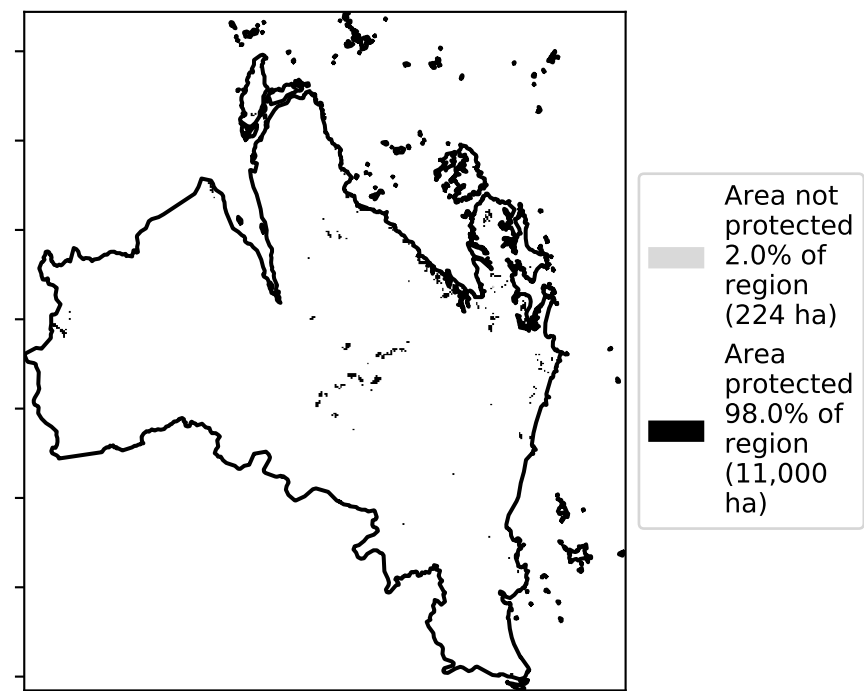 Area not
protected
2.0% of
region
(224 ha)
Area
protected
98.0% of
region
(11,000
ha)